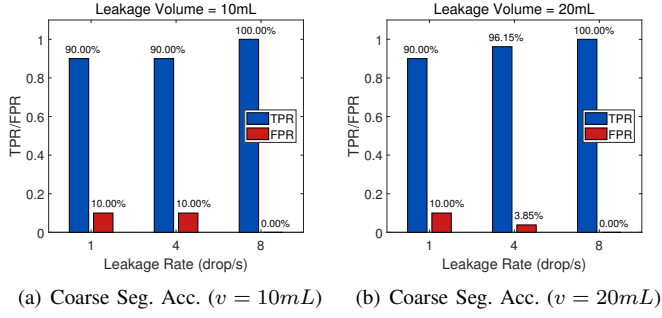 Leakage Volume = 10mL
TPR/FPR
1
0.8
0.6
0.4
0.2
0
90.00%
10.00%
90.00%
10.00%
100.00%
0.00%
TPR
FPR
1
4
8
Leakage Rate (drop/s)
(a) Coarse Seg. Acc. (v = 10mL)
Leakage Volume = 20mL
TPR/FPR
1
0.8
0.6
0.4
0.2
0
90.00%
10.00%
96.15%
3.85%
100.00%
0.00%
TPR
FPR
1
4
8
Leakage Rate (drop/s)
(b) Coarse Seg. Acc. (v = 20mL)